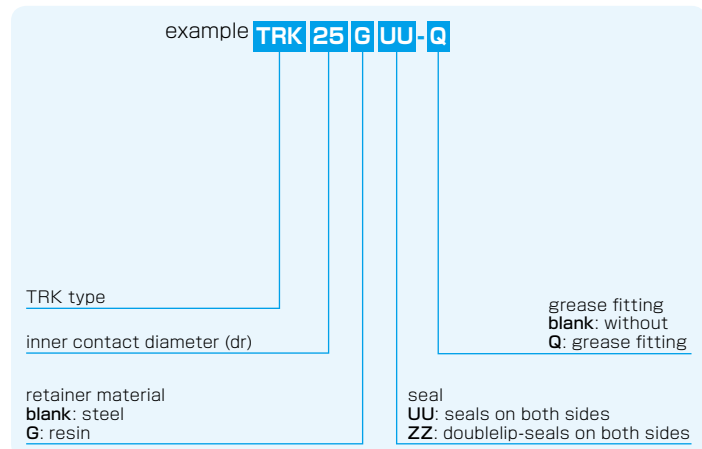 example TRK 25 G UU-Q
TRK type
inner contact diameter (dr)
retainer material
blank: steel
G: resin
grease fitting
blank: without
Q: grease fitting
seal
UU: seals on both sides
ZZ: doublelip-seals on both sides